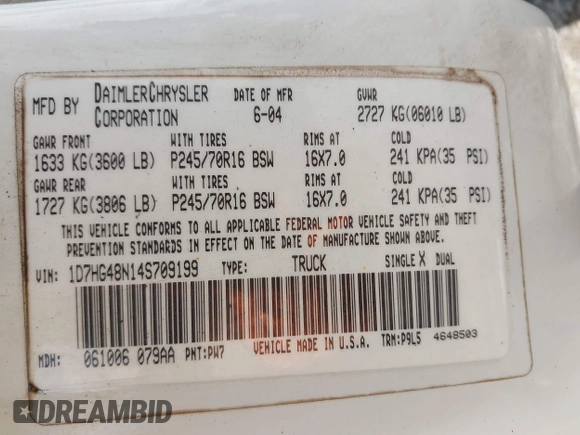 MFD BY DAIMLERCHRYSLER CORPORATION DATE OF MFR 6-04 GVWR 2727 KG(06010 LB)
GAWR FRONT WITH TIRES RIMS AT COLD
1633 KG(3600 LB) P245/70R16 BSW 16X7.0 241 KPA(35 PSI)
GAWR REAR WITH TIRES RIMS AT COLD
1727 KG(3806 LB) P245/70R16 BSW 16X7.0 241 KPA(35 PSI)
THIS VEHICLE CONFORMS TO ALL APPLICABLE FEDERAL MOTOR VEHICLE SAFETY AND THEFT
PREVENTION STANDARDS IN EFFECT ON THE DATE OF MANUFACTURE SHOWN ABOVE.
VIN: 1D7HG48N14S709199 TYPE: TRUCK SINGLE X DUAL
MDH: 061006 079AA PNT:PW7 VEHICLE MADE IN U.S.A. TRM:P9L5 4648503
DREAMBID